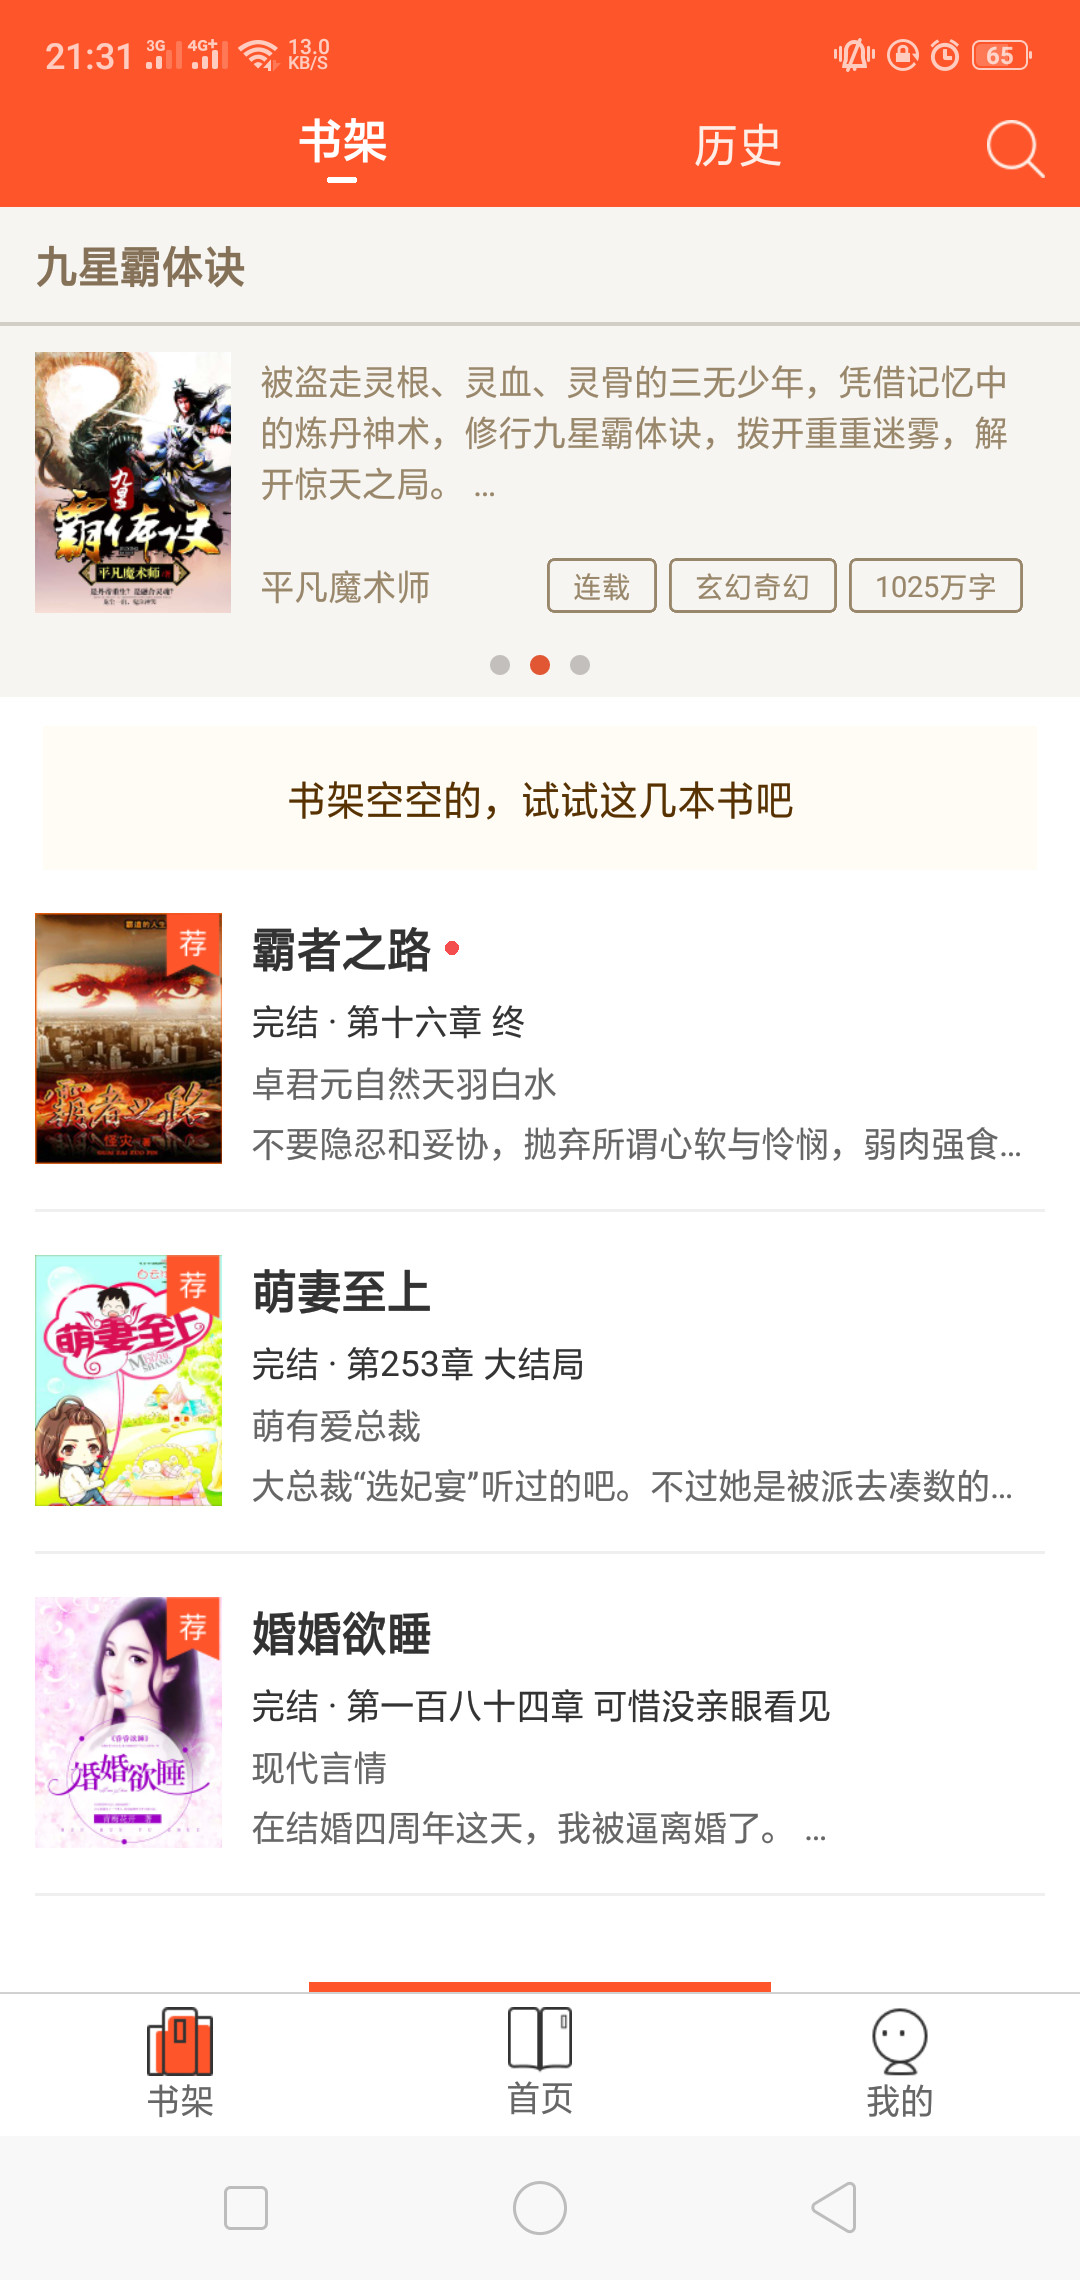 21:31 3G 4G+ 13.0 KB/S 65
书架 历史
九星霸体诀
被盗走灵根、灵血、灵骨的三无少年，凭借记忆中
的炼丹神术，修行九星霸体诀，拨开重重迷雾，解
开惊天之局。 ...
九星
霸体诀
平凡魔术师
平凡魔术师 连载 玄幻奇幻 1025万字
书架空空的，试试这几本书吧
荐
霸者之路
完结 · 第十六章 终
卓君元自然天羽白水
不要隐忍和妥协，抛弃所谓心软与怜悯，弱肉强食...
霸者之路
荐
萌妻至上
萌妻至上
完结 · 第253章 大结局
萌有爱总裁
大总裁“选妃宴”听过的吧。不过她是被派去凑数的...
荐
婚婚欲睡
完结 · 第一百八十四章 可惜没亲眼看见
现代言情
在结婚四周年这天，我被逼离婚了。 ...
婚婚欲睡
书架 首页 我的